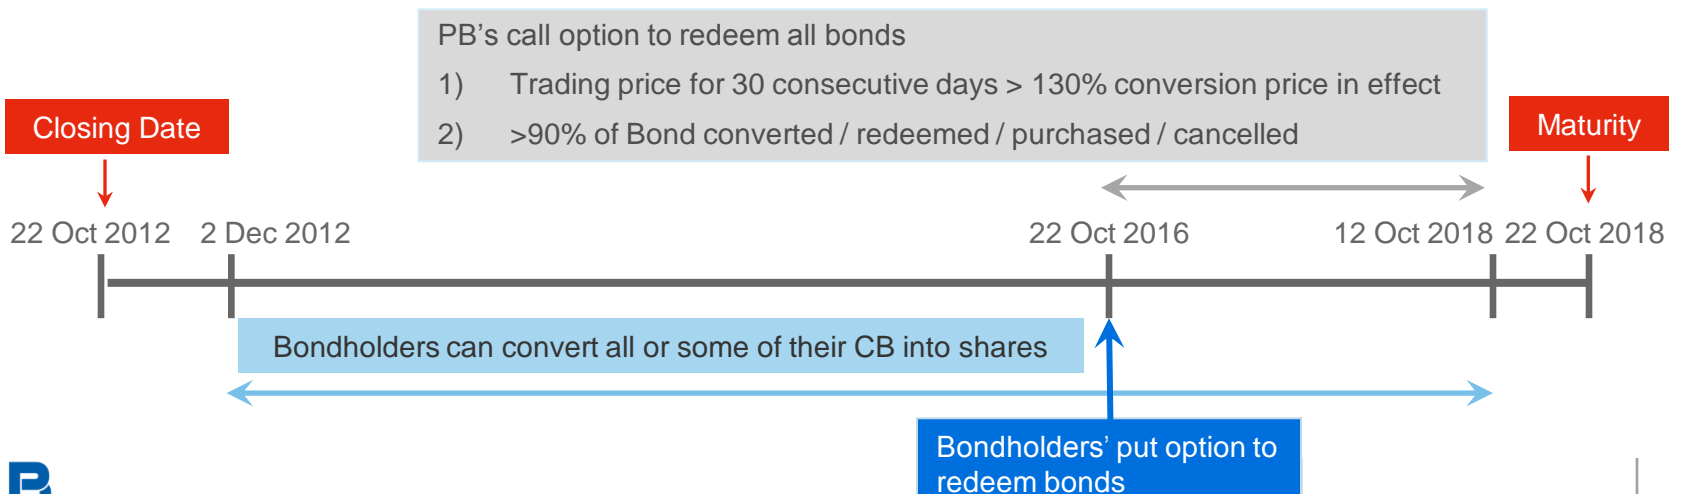 PB’s call option to redeem all bonds
1) Trading price for 30 consecutive days > 130% conversion price in effect
2) >90% of Bond converted / redeemed / purchased / cancelled
Closing Date
Maturity
22 Oct 2012 2 Dec 2012 22 Oct 2016 12 Oct 2018 22 Oct 2018
Bondholders can convert all or some of their CB into shares
Bondholders’ put option to
redeem bonds